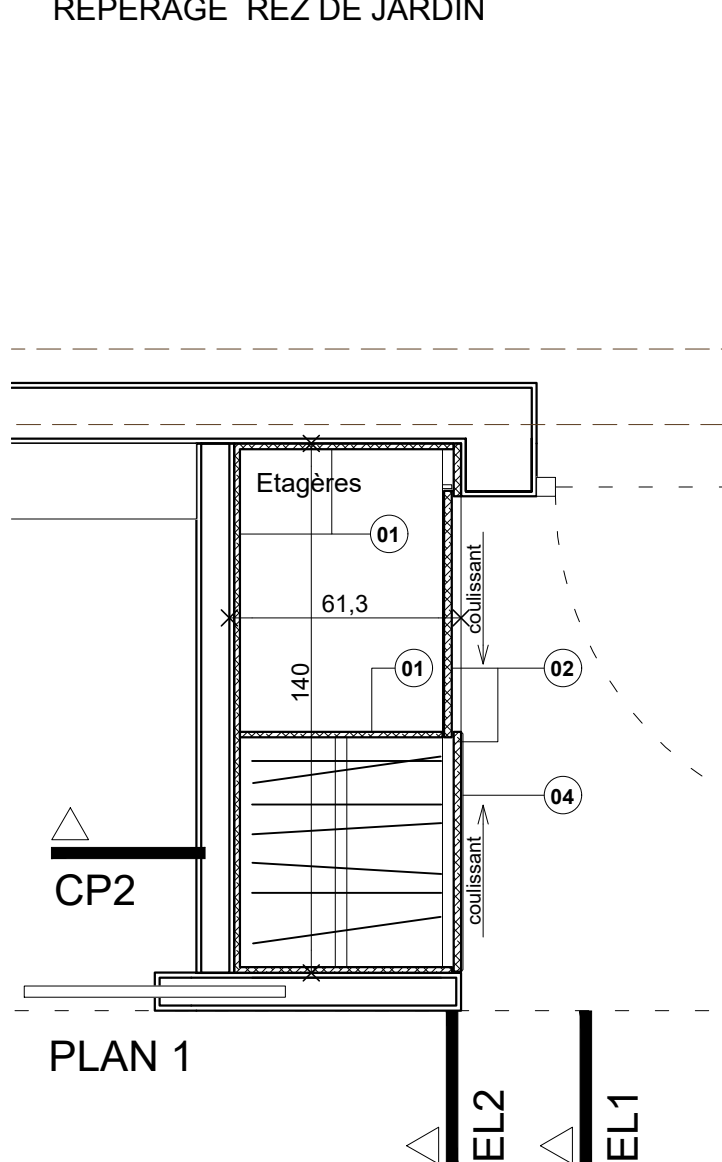 REPERAGE REZ DE JARDIN
Etagères
01
coulissant
61,3
140
01
02
04
coulissant
CP2
PLAN 1
EL2
EL1